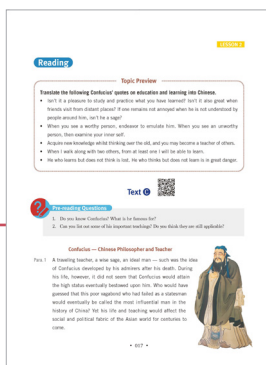 LESSON 1
Reading
Topic Preview
Translate the following Confucius' quotes on education and learning into Chinese.
• Isn't it a pleasure to study and practice what you have learned? Isn't it also great when
friends visit from distant places? If one remains not annoyed when he is not understood by
people around him, isn't he a sage?
• When you see a worthy person, endeavor to emulate him. When you see an unworthy
person, then examine your inner self.
• Acquire new knowledge whilst thinking over the old, and you may become a teacher of others.
• When I walk along with two others, from at least one I will be able to learn.
• He who learns but does not think is lost. He who thinks but does not learn is in great danger.
Text C
Pre-reading Questions
1. Do you know Confucius? What is he famous for?
2. Can you list out some of his important teachings? Do you think they are still applicable?
Confucius — Chinese Philosopher and Teacher
Para 1 A traveling teacher, a wise sage, an ideal man — such was the idea
of Confucius developed by his admirers after his death. During
his life, however, it did not seem that Confucius would attain
the high status eventually bestowed upon him. Who would have
guessed that this poor vagabond who had failed as a statesman
would eventually be called the most influential man in the
history of China? Yet his life and teaching would affect the
social and political fabric of the Asian world for centuries to
come.
• 017 •